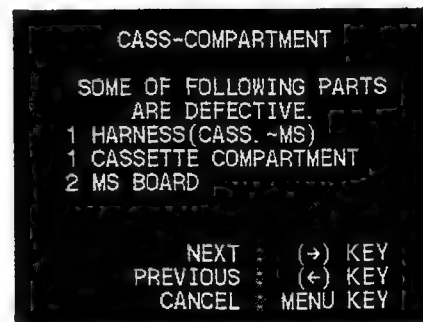 CASS-COMPARTMENT
SOME OF FOLLOWING PARTS
ARE DEFECTIVE.
1 HARNESS(CASS.~MS)
1 CASSETTE COMPARTMENT
2 MS BOARD
NEXT : (→) KEY
PREVIOUS : (←) KEY
CANCEL : MENU KEY